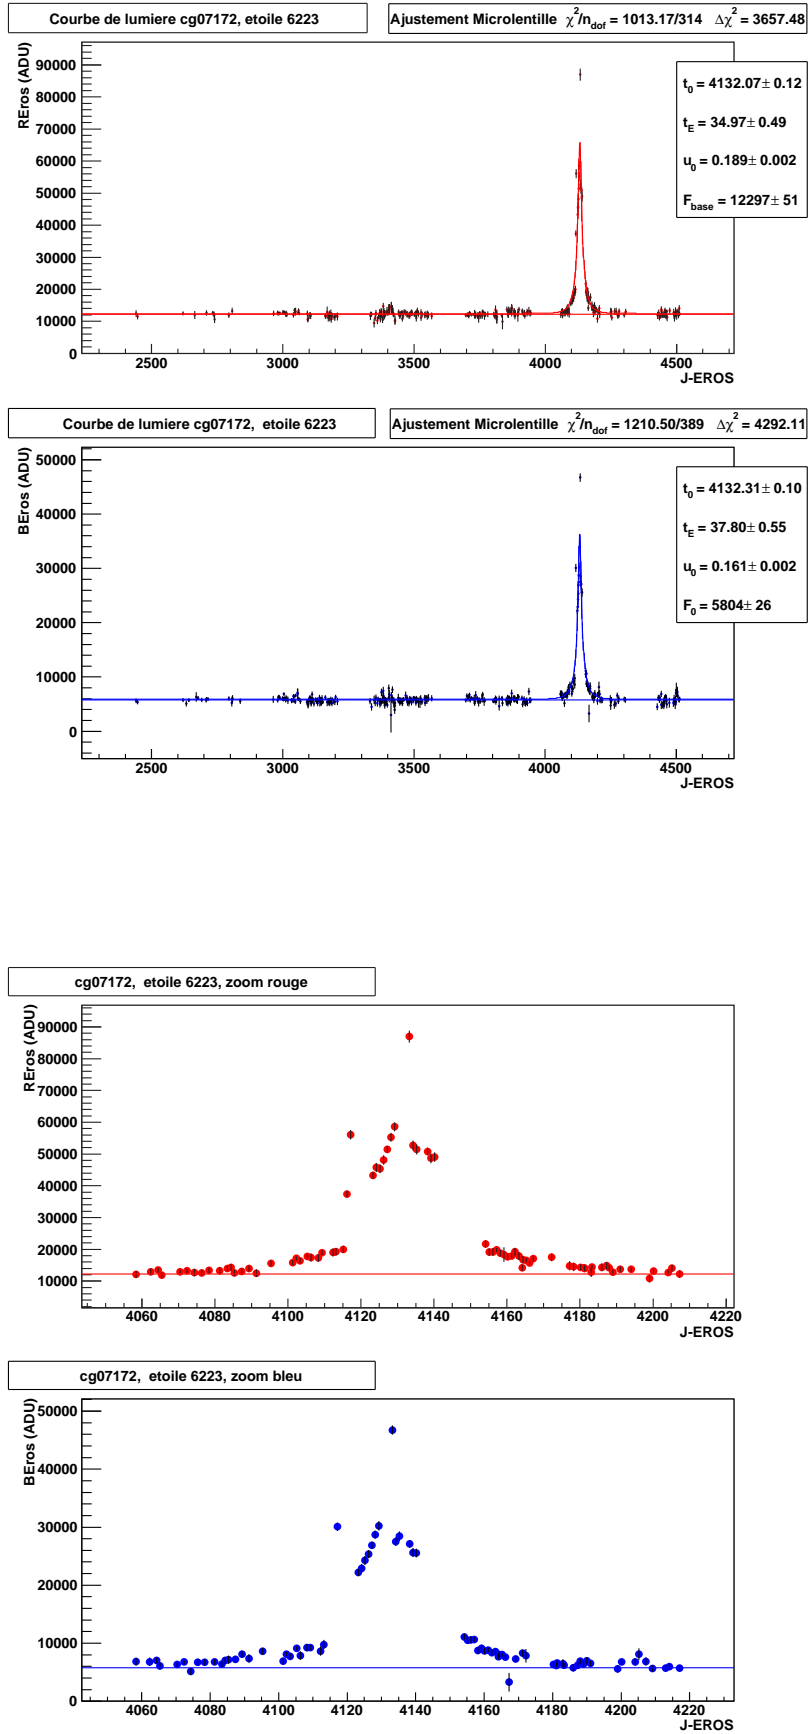 Courbe de lumiere cg07172, etoile 6223
Ajustement Microlentille χ²/n_dof = 1013.17/314 Δχ² = 3657.48
REros (ADU)
90000
80000
70000
60000
50000
40000
30000
20000
10000
0
t_0 = 4132.07± 0.12
t_E = 34.97± 0.49
u_0 = 0.189± 0.002
F_base = 12297± 51
2500 3000 3500 4000 4500
J-EROS
Courbe de lumiere cg07172, etoile 6223
Ajustement Microlentille χ²/n_dof = 1210.50/389 Δχ² = 4292.11
BEros (ADU)
50000
40000
30000
20000
10000
0
t_0 = 4132.31± 0.10
t_E = 37.80± 0.55
u_0 = 0.161± 0.002
F_0 = 5804± 26
2500 3000 3500 4000 4500
J-EROS
cg07172, etoile 6223, zoom rouge
REros (ADU)
90000
80000
70000
60000
50000
40000
30000
20000
10000
4060 4080 4100 4120 4140 4160 4180 4200 4220
J-EROS
cg07172, etoile 6223, zoom bleu
BEros (ADU)
50000
40000
30000
20000
10000
0
4060 4080 4100 4120 4140 4160 4180 4200 4220
J-EROS